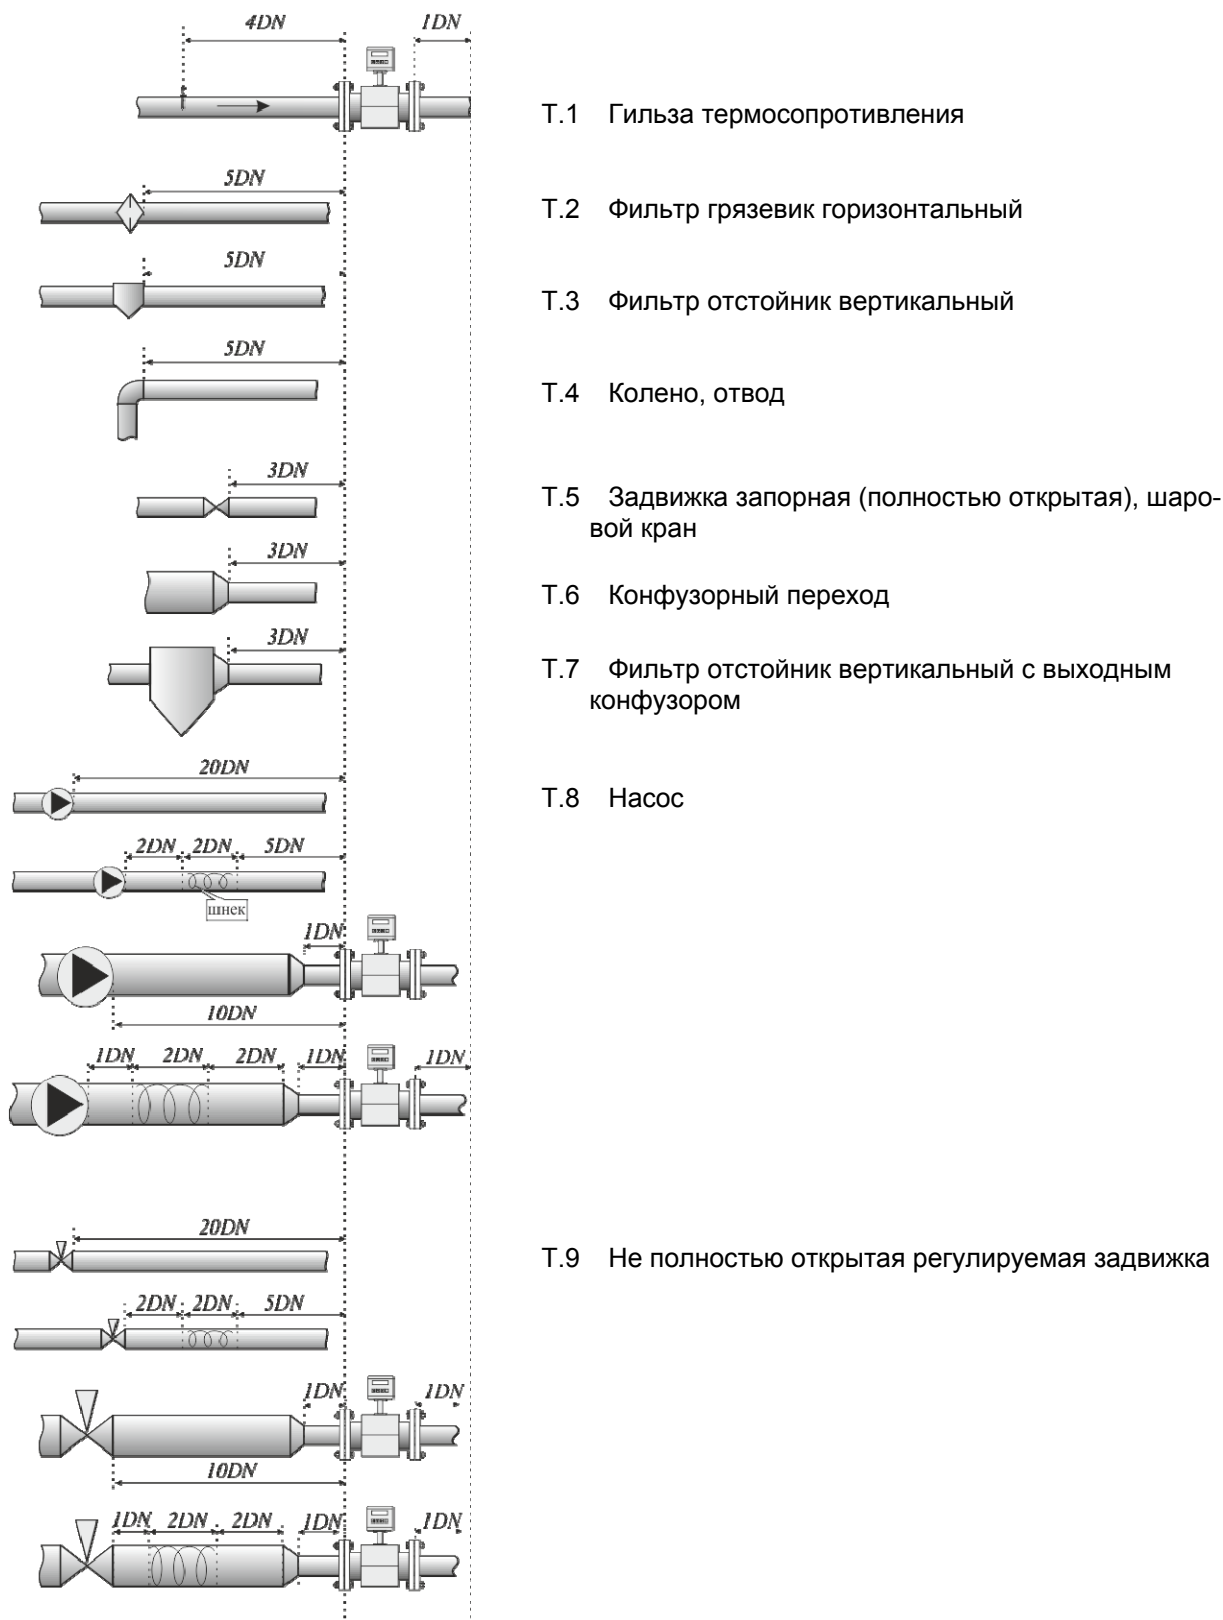 4DN 1DN
Т.1 Гильза термосопротивления
5DN
Т.2 Фильтр грязевик горизонтальный
5DN
Т.3 Фильтр отстойник вертикальный
5DN
Т.4 Колено, отвод
3DN
Т.5 Задвижка запорная (полностью открытая), шаро-
вой кран
3DN
Т.6 Конфузорный переход
3DN
Т.7 Фильтр отстойник вертикальный с выходным
конфузором
20DN
Т.8 Насос
2DN 2DN 5DN
шнек
1DN
10DN
1DN 2DN 2DN 1DN 1DN
20DN
Т.9 Не полностью открытая регулируемая задвижка
2DN 2DN 5DN
1DN 1DN
10DN
1DN 2DN 2DN 1DN 1DN